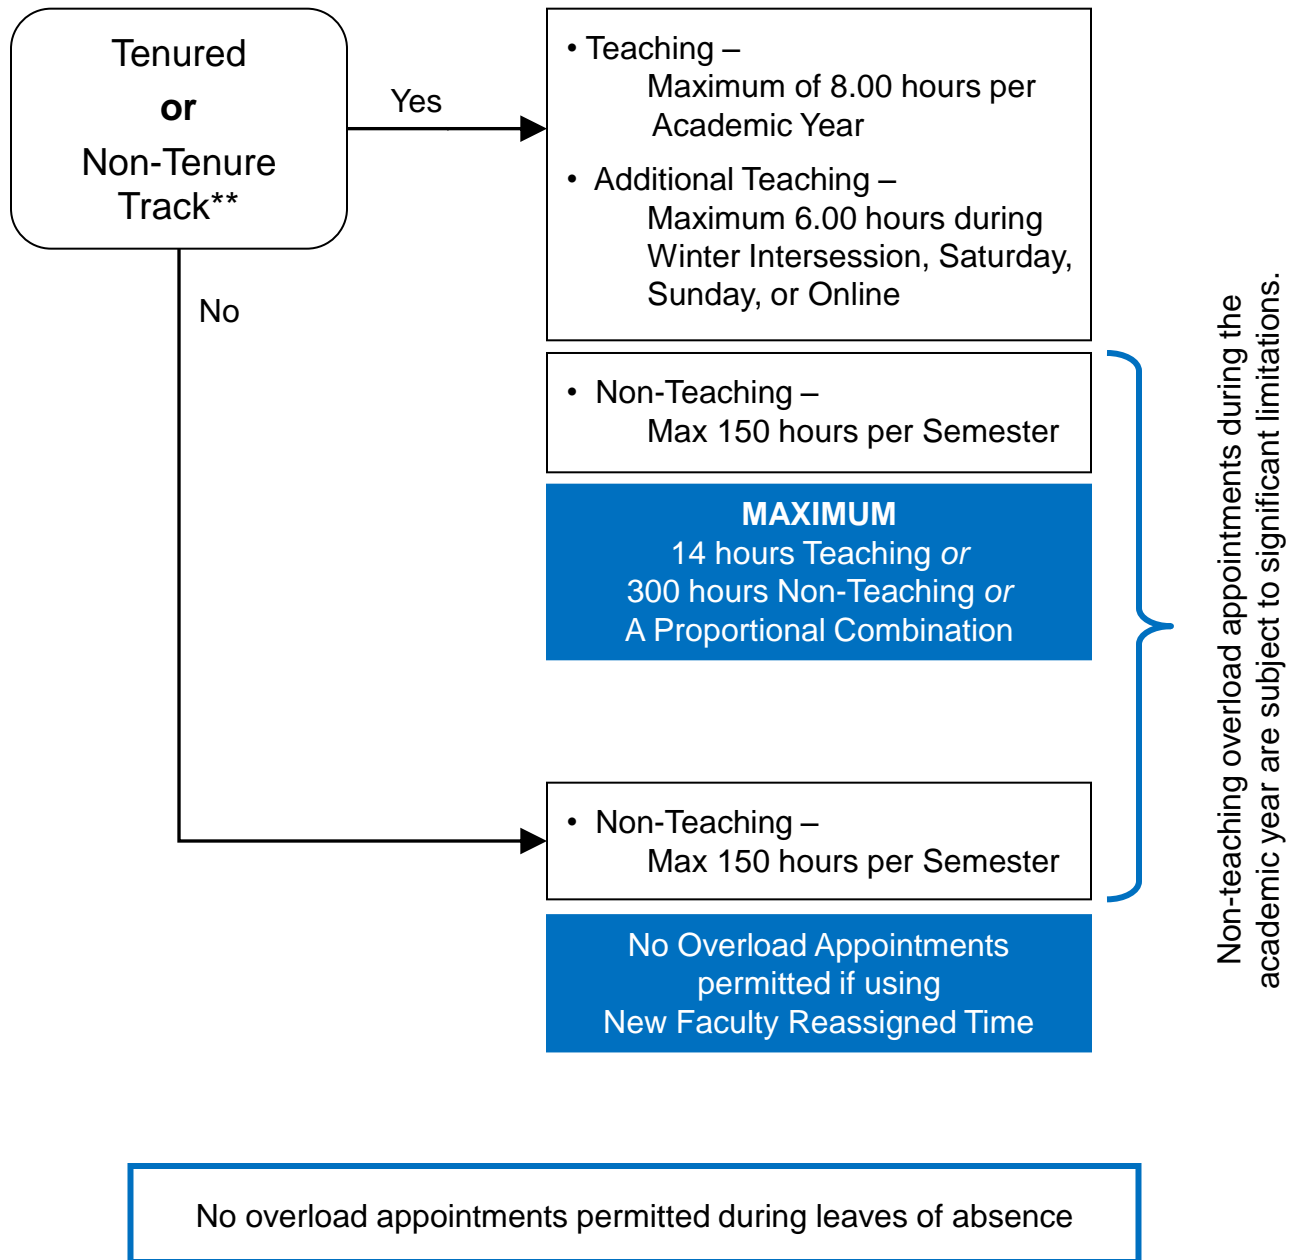 Tenured
or
Non-Tenure
Track**
Yes
No
• Teaching –
Maximum of 8.00 hours per
Academic Year
• Additional Teaching –
Maximum 6.00 hours during
Winter Intersession, Saturday,
Sunday, or Online
• Non-Teaching –
Max 150 hours per Semester
MAXIMUM
14 hours Teaching or
300 hours Non-Teaching or
A Proportional Combination
• Non-Teaching –
Max 150 hours per Semester
No Overload Appointments
permitted if using
New Faculty Reassigned Time
Non-teaching overload appointments during the
academic year are subject to significant limitations.
No overload appointments permitted during leaves of absence